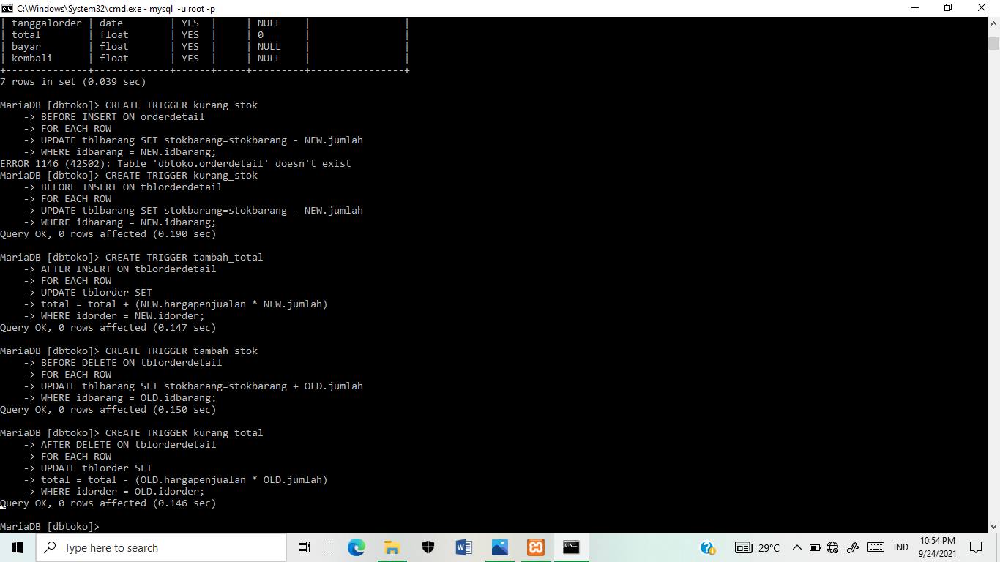 C:\Windows\System32\cmd.exe - mysql -u root -p
| tanggalorder | date        | YES  |     | NULL    |                |
| total        | float       | YES  |     | 0       |                |
| bayar        | float       | YES  |     | NULL    |                |
| kembali      | float       | YES  |     | NULL    |                |
+--------------+-------------+------+-----+---------+----------------+
7 rows in set (0.039 sec)
MariaDB [dbtoko]> CREATE TRIGGER kurang_stok
    -> BEFORE INSERT ON orderdetail
    -> FOR EACH ROW
    -> UPDATE tblbarang SET stokbarang=stokbarang - NEW.jumlah
    -> WHERE idbarang = NEW.idbarang;
ERROR 1146 (42S02): Table 'dbtoko.orderdetail' doesn't exist
MariaDB [dbtoko]> CREATE TRIGGER kurang_stok
    -> BEFORE INSERT ON tblorderdetail
    -> FOR EACH ROW
    -> UPDATE tblbarang SET stokbarang=stokbarang - NEW.jumlah
    -> WHERE idbarang = NEW.idbarang;
Query OK, 0 rows affected (0.190 sec)
MariaDB [dbtoko]> CREATE TRIGGER tambah_total
    -> AFTER INSERT ON tblorderdetail
    -> FOR EACH ROW
    -> UPDATE tblorder SET
    -> total = total + (NEW.hargapenjualan * NEW.jumlah)
    -> WHERE idorder = NEW.idorder;
Query OK, 0 rows affected (0.147 sec)
MariaDB [dbtoko]> CREATE TRIGGER tambah_stok
    -> BEFORE DELETE ON tblorderdetail
    -> FOR EACH ROW
    -> UPDATE tblbarang SET stokbarang=stokbarang + OLD.jumlah
    -> WHERE idbarang = OLD.idbarang;
Query OK, 0 rows affected (0.150 sec)
MariaDB [dbtoko]> CREATE TRIGGER kurang_total
    -> AFTER DELETE ON tblorderdetail
    -> FOR EACH ROW
    -> UPDATE tblorder SET
    -> total = total - (OLD.hargapenjualan * OLD.jumlah)
    -> WHERE idorder = OLD.idorder;
Query OK, 0 rows affected (0.146 sec)
MariaDB [dbtoko]>
Type here to search
29°C
IND
10:54 PM
9/24/2021